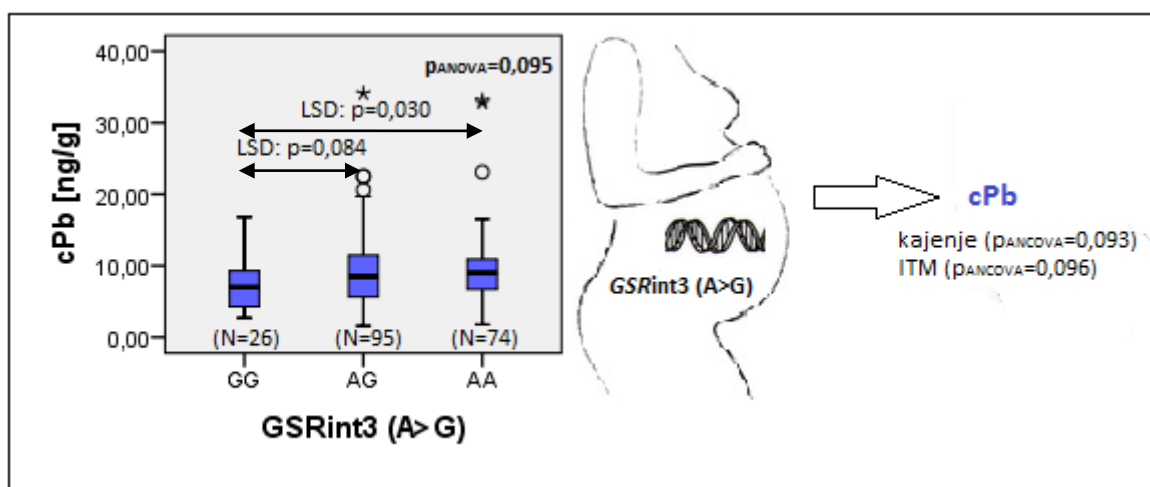 40,00
30,00
20,00
10,00
0,00
cPb [ng/g]
pANOVA=0,095
LSD: p=0,030
LSD: p=0,084
(N=26) (N=95) (N=74)
GG AG AA
GSRint3 (A>G)
GSRint3 (A>G)
cPb
kajenje (pANCOVA=0,093)
ITM (pANCOVA=0,096)